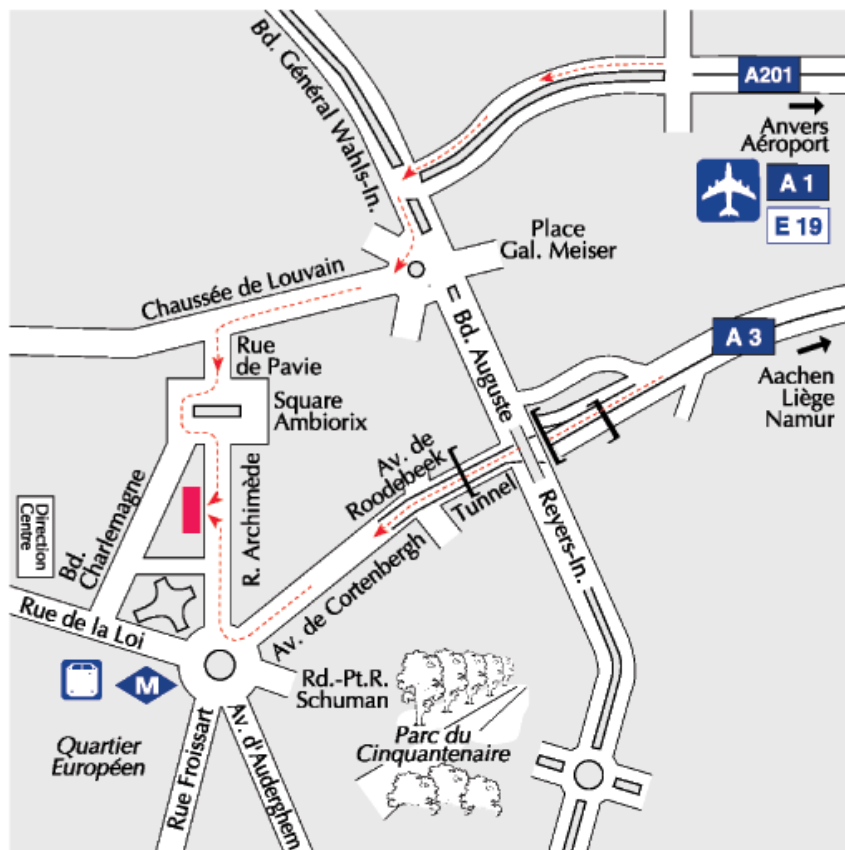 Bd. Général Wahls-In.
A201
Anvers
Aéroport
A 1
E 19
Place
Gal. Meiser
Chaussée de Louvain
Rue
de Pavie
Bd. Auguste
A 3
Aachen
Liège
Namur
Square
Ambiorix
Av. de
Roodebeek
Tunnel
Reyers-In.
Direction
Centre
Bd.
Charlemagne
R. Archimède
Av. de Cortenbergh
Rue de la Loi
M
Rd.-Pt.R.
Schuman
Parc du
Cinquantenaire
Quartier
Européen
Rue Froissart
Av. d'Auderghem